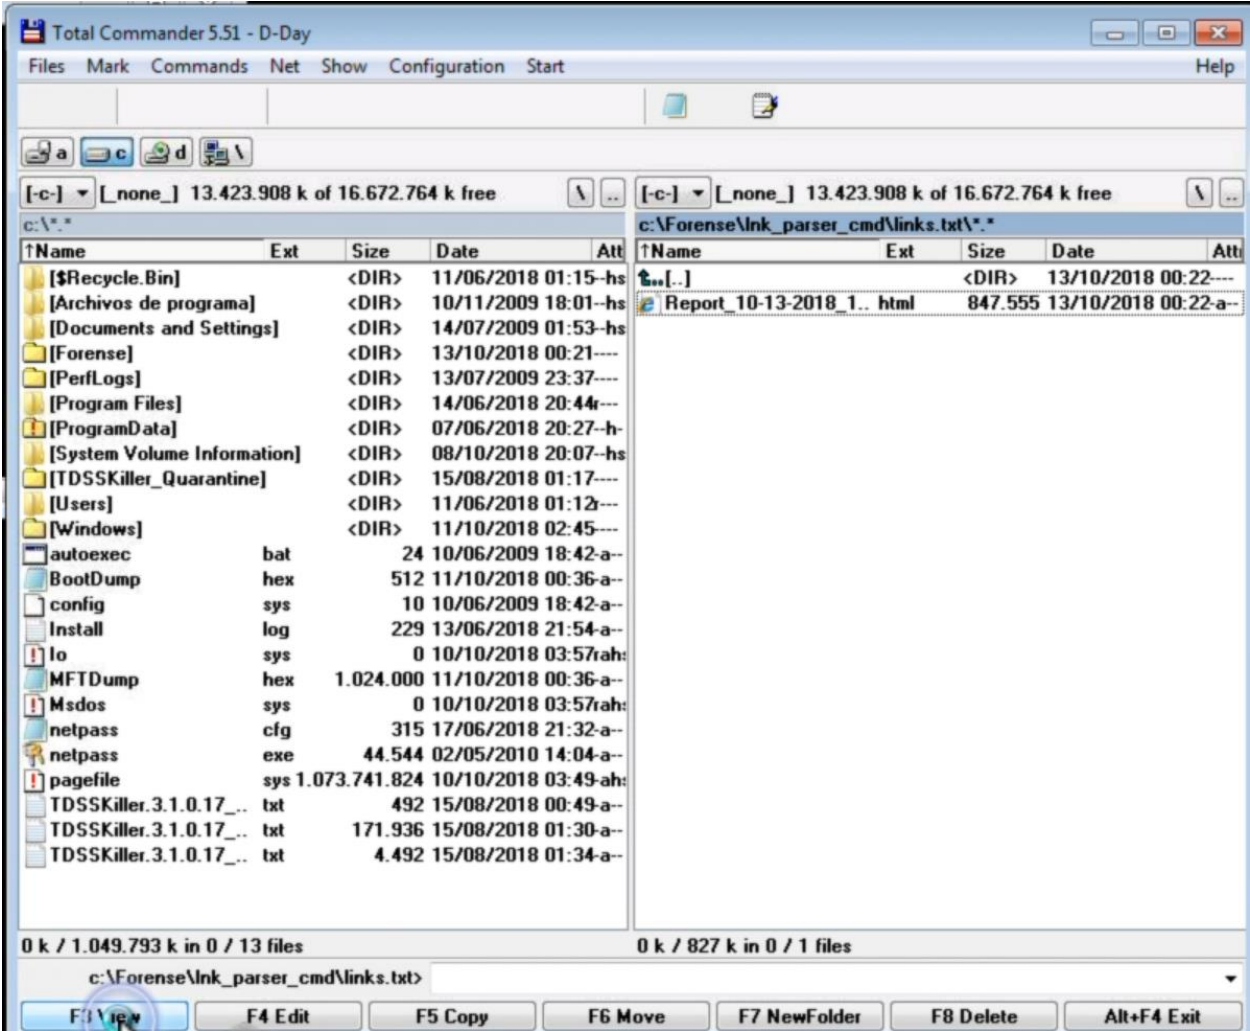 Total Commander 5.51 - D-Day
Files Mark Commands Net Show Configuration Start Help
a c d \
[-c-] [_none_] 13.423.908 k of 16.672.764 k free \ .. [-c-] [_none_] 13.423.908 k of 16.672.764 k free \ ..
c:\*.* c:\Forense\lnk_parser_cmd\links.txt\*.*
↑Name Ext Size Date Att ↑Name Ext Size Date Attr
[$Recycle.Bin] <DIR> 11/06/2018 01:15--hs [..] <DIR> 13/10/2018 00:22----
[Archivos de programa] <DIR> 10/11/2009 18:01--hs Report_10-13-2018_1.. html 847.555 13/10/2018 00:22-a--
[Documents and Settings] <DIR> 14/07/2009 01:53--hs
[Forense] <DIR> 13/10/2018 00:21----
[PerfLogs] <DIR> 13/07/2009 23:37----
[Program Files] <DIR> 14/06/2018 20:44r---
[ProgramData] <DIR> 07/06/2018 20:27--h-
[System Volume Information] <DIR> 08/10/2018 20:07--hs
[TDSSKiller_Quarantine] <DIR> 15/08/2018 01:17----
[Users] <DIR> 11/06/2018 01:12r---
[Windows] <DIR> 11/10/2018 02:45----
autoexec bat 24 10/06/2009 18:42-a--
BootDump hex 512 11/10/2018 00:36-a--
config sys 10 10/06/2009 18:42-a--
Install log 229 13/06/2018 21:54-a--
Io sys 0 10/10/2018 03:57rahs
MFTDump hex 1.024.000 11/10/2018 00:36-a--
Msdos sys 0 10/10/2018 03:57rahs
netpass cfg 315 17/06/2018 21:32-a--
netpass exe 44.544 02/05/2010 14:04-a--
pagefile sys 1.073.741.824 10/10/2018 03:49-ahs
TDSSKiller.3.1.0.17_.. txt 492 15/08/2018 00:49-a--
TDSSKiller.3.1.0.17_.. txt 171.936 15/08/2018 01:30-a--
TDSSKiller.3.1.0.17_.. txt 4.492 15/08/2018 01:34-a--
0 k / 1.049.793 k in 0 / 13 files 0 k / 827 k in 0 / 1 files
c:\Forense\lnk_parser_cmd\links.txt>
F3 View F4 Edit F5 Copy F6 Move F7 NewFolder F8 Delete Alt+F4 Exit